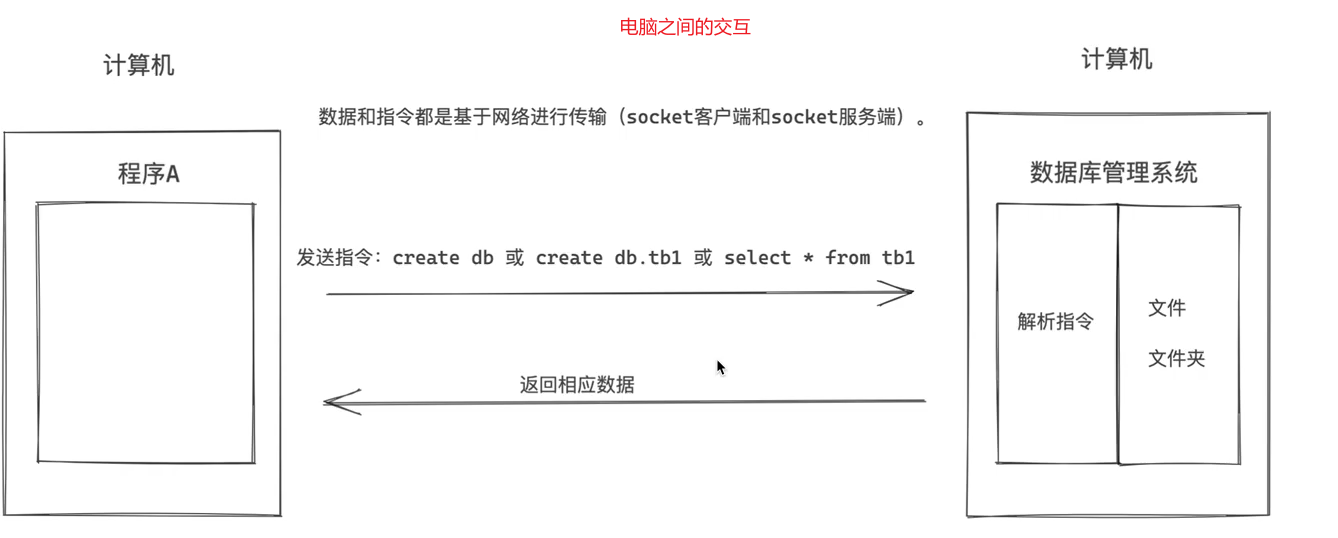 电脑之间的交互
计算机
计算机
数据和指令都是基于网络进行传输（socket客户端和socket服务端）。
程序A
数据库管理系统
发送指令：create db 或 create db.tb1 或 select * from tb1
解析指令
文件
文件夹
返回相应数据